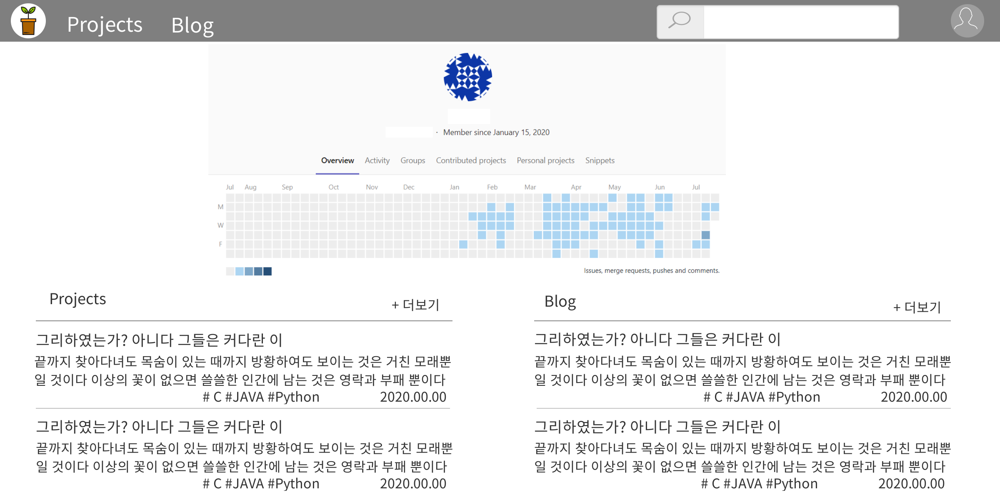 Projects Blog
· Member since January 15, 2020
Overview Activity Groups Contributed projects Personal projects Snippets
Jul Aug Sep Oct Nov Dec Jan Feb Mar Apr May Jun Jul
M
W
F
Issues, merge requests, pushes and comments.
Projects
+ 더보기
그리하였는가? 아니다 그들은 커다란 이
끝까지 찾아다녀도 목숨이 있는 때까지 방황하여도 보이는 것은 거친 모래뿐
일 것이다 이상의 꽃이 없으면 쓸쓸한 인간에 남는 것은 영락과 부패 뿐이다
# C #JAVA #Python 2020.00.00
그리하였는가? 아니다 그들은 커다란 이
끝까지 찾아다녀도 목숨이 있는 때까지 방황하여도 보이는 것은 거친 모래뿐
일 것이다 이상의 꽃이 없으면 쓸쓸한 인간에 남는 것은 영락과 부패 뿐이다
# C #JAVA #Python 2020.00.00
Blog
+ 더보기
그리하였는가? 아니다 그들은 커다란 이
끝까지 찾아다녀도 목숨이 있는 때까지 방황하여도 보이는 것은 거친 모래뿐
일 것이다 이상의 꽃이 없으면 쓸쓸한 인간에 남는 것은 영락과 부패 뿐이다
# C #JAVA #Python 2020.00.00
그리하였는가? 아니다 그들은 커다란 이
끝까지 찾아다녀도 목숨이 있는 때까지 방황하여도 보이는 것은 거친 모래뿐
일 것이다 이상의 꽃이 없으면 쓸쓸한 인간에 남는 것은 영락과 부패 뿐이다
# C #JAVA #Python 2020.00.00